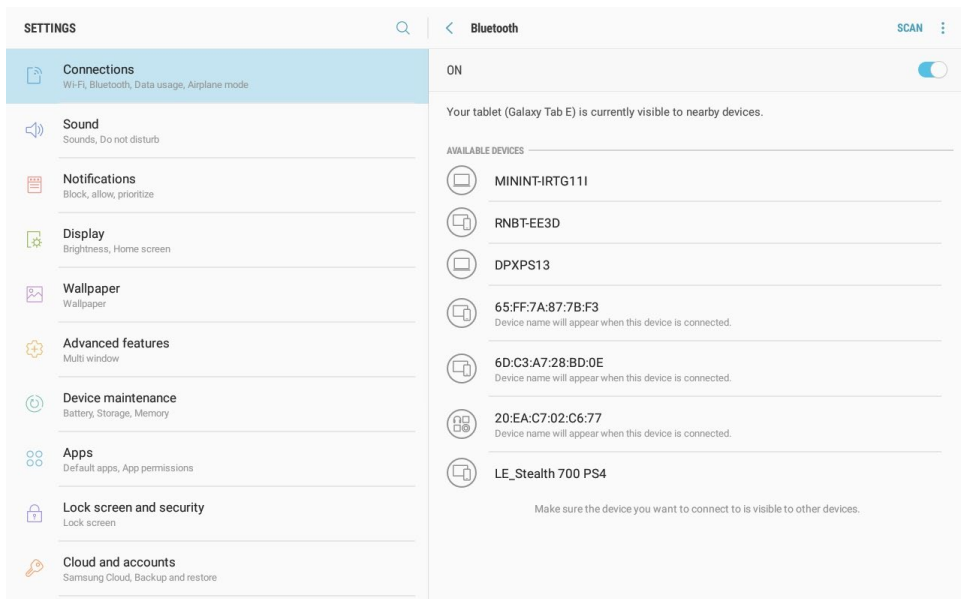 SETTINGS
Connections
Wi-Fi, Bluetooth, Data usage, Airplane mode
Sound
Sounds, Do not disturb
Notifications
Block, allow, prioritize
Display
Brightness, Home screen
Wallpaper
Wallpaper
Advanced features
Multi window
Device maintenance
Battery, Storage, Memory
Apps
Default apps, App permissions
Lock screen and security
Lock screen
Cloud and accounts
Samsung Cloud, Backup and restore
Bluetooth
SCAN
ON
Your tablet (Galaxy Tab E) is currently visible to nearby devices.
AVAILABLE DEVICES
MININT-IRTG11I
RNBT-EE3D
DPXPS13
65:FF:7A:87:7B:F3
Device name will appear when this device is connected.
6D:C3:A7:28:BD:0E
Device name will appear when this device is connected.
20:EA:C7:02:C6:77
Device name will appear when this device is connected.
LE_Stealth 700 PS4
Make sure the device you want to connect to is visible to other devices.